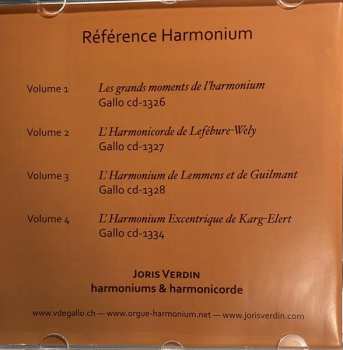 Référence Harmonium
Volume 1 Les grands moments de l'harmonium
Gallo cd-1326
Volume 2 L'Harmonicorde de Lefébure-Wely
Gallo cd-1327
Volume 3 L'Harmonium de Lemmens et de Guilmant
Gallo cd-1328
Volume 4 L'Harmonium Excentrique de Karg-Elert
Gallo cd-1334
JORIS VERDIN
harmoniums & harmonicorde
www.vdegallo.ch — www.orgue-harmonium.net — www.jorisverdin.com